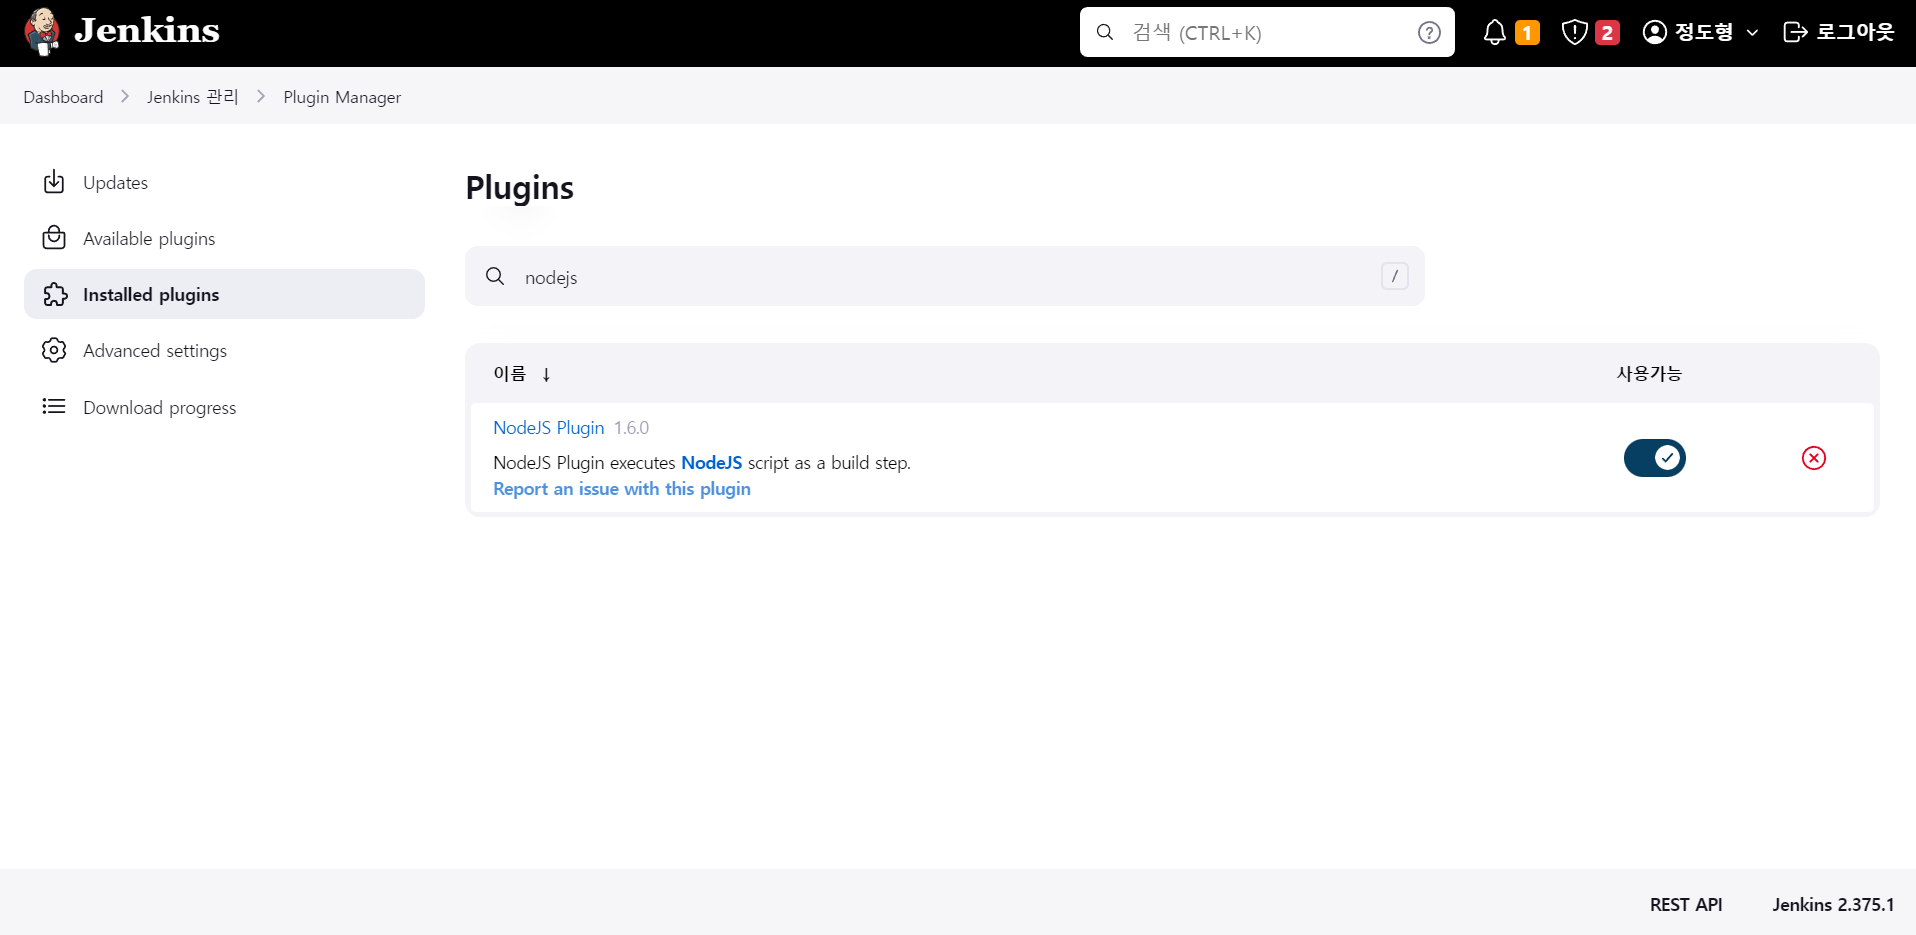 Jenkins
검색 (CTRL+K)
1
2
정도형
로그아웃
Dashboard
Jenkins 관리
Plugin Manager
Updates
Available plugins
Installed plugins
Advanced settings
Download progress
Plugins
nodejs
/
이름 ↓
사용가능
NodeJS Plugin 1.6.0
NodeJS Plugin executes NodeJS script as a build step.
Report an issue with this plugin
REST API
Jenkins 2.375.1